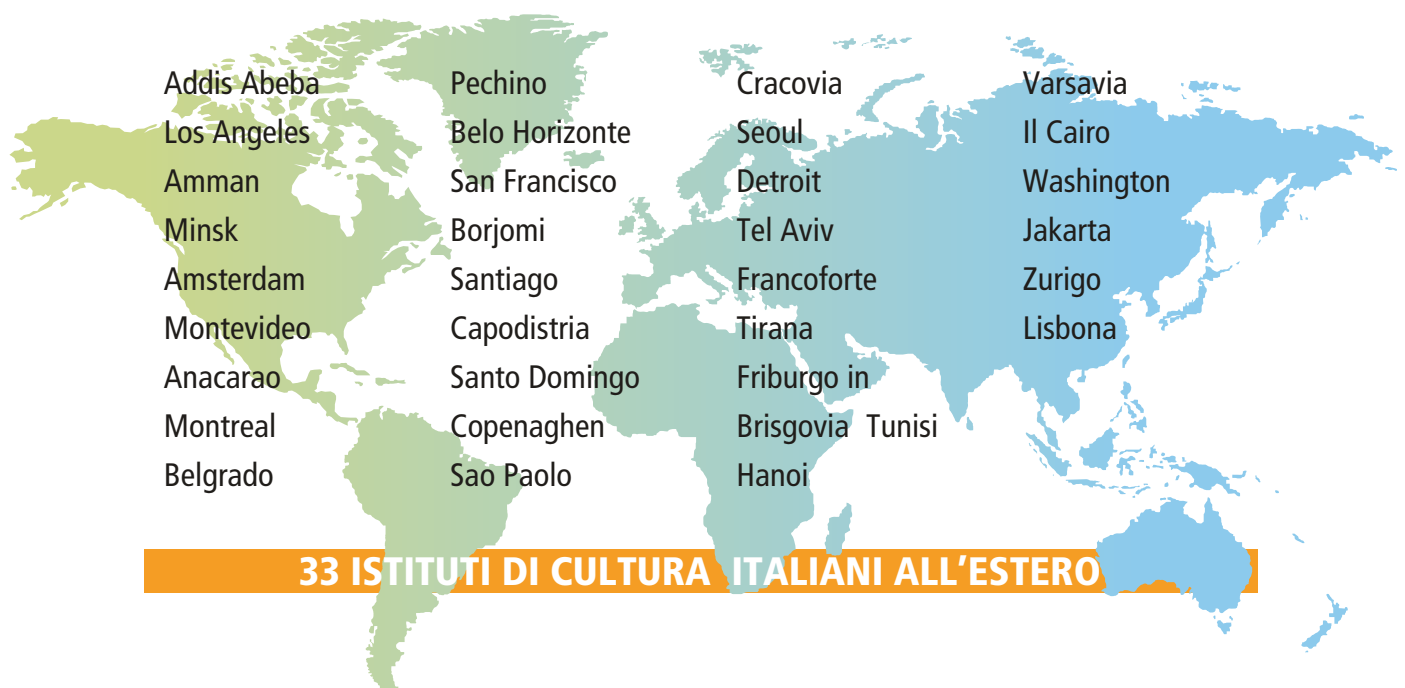 Addis Abeba
Los Angeles
Amman
Minsk
Amsterdam
Montevideo
Anacarao
Montreal
Belgrado
Pechino
Belo Horizonte
San Francisco
Borjomi
Santiago
Capodistria
Santo Domingo
Copenaghen
Sao Paolo
Cracovia
Seoul
Detroit
Tel Aviv
Francoforte
Tirana
Friburgo in
Brisgovia Tunisi
Hanoi
Varsavia
Il Cairo
Washington
Jakarta
Zurigo
Lisbona
33 ISTITUTI DI CULTURA ITALIANI ALL’ESTERO